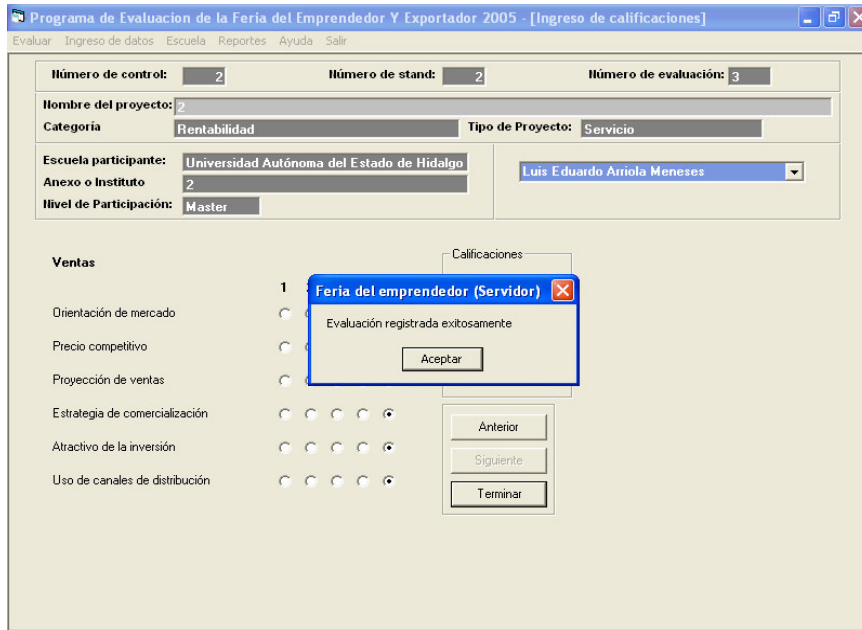 Programa de Evaluacion de la Feria del Emprendedor Y Exportador 2005 - [Ingreso de calificaciones]
Evaluar Ingreso de datos Escuela Reportes Ayuda Salir
Número de control: 2 Número de stand: 2 Número de evaluación: 3
Nombre del proyecto: 2
Categoría Rentabilidad Tipo de Proyecto: Servicio
Escuela participante: Universidad Autónoma del Estado de Hidalgo
Luis Eduardo Arriola Meneses
Anexo o Instituto 2
Nivel de Participación: Master
Ventas
Calificaciones
1
Feria del emprendedor (Servidor)
Evaluación registrada exitosamente
Aceptar
Orientación de mercado
Precio competitivo
Proyección de ventas
Estrategia de comercialización
Atractivo de la inversión
Uso de canales de distribución
Anterior
Siguiente
Terminar